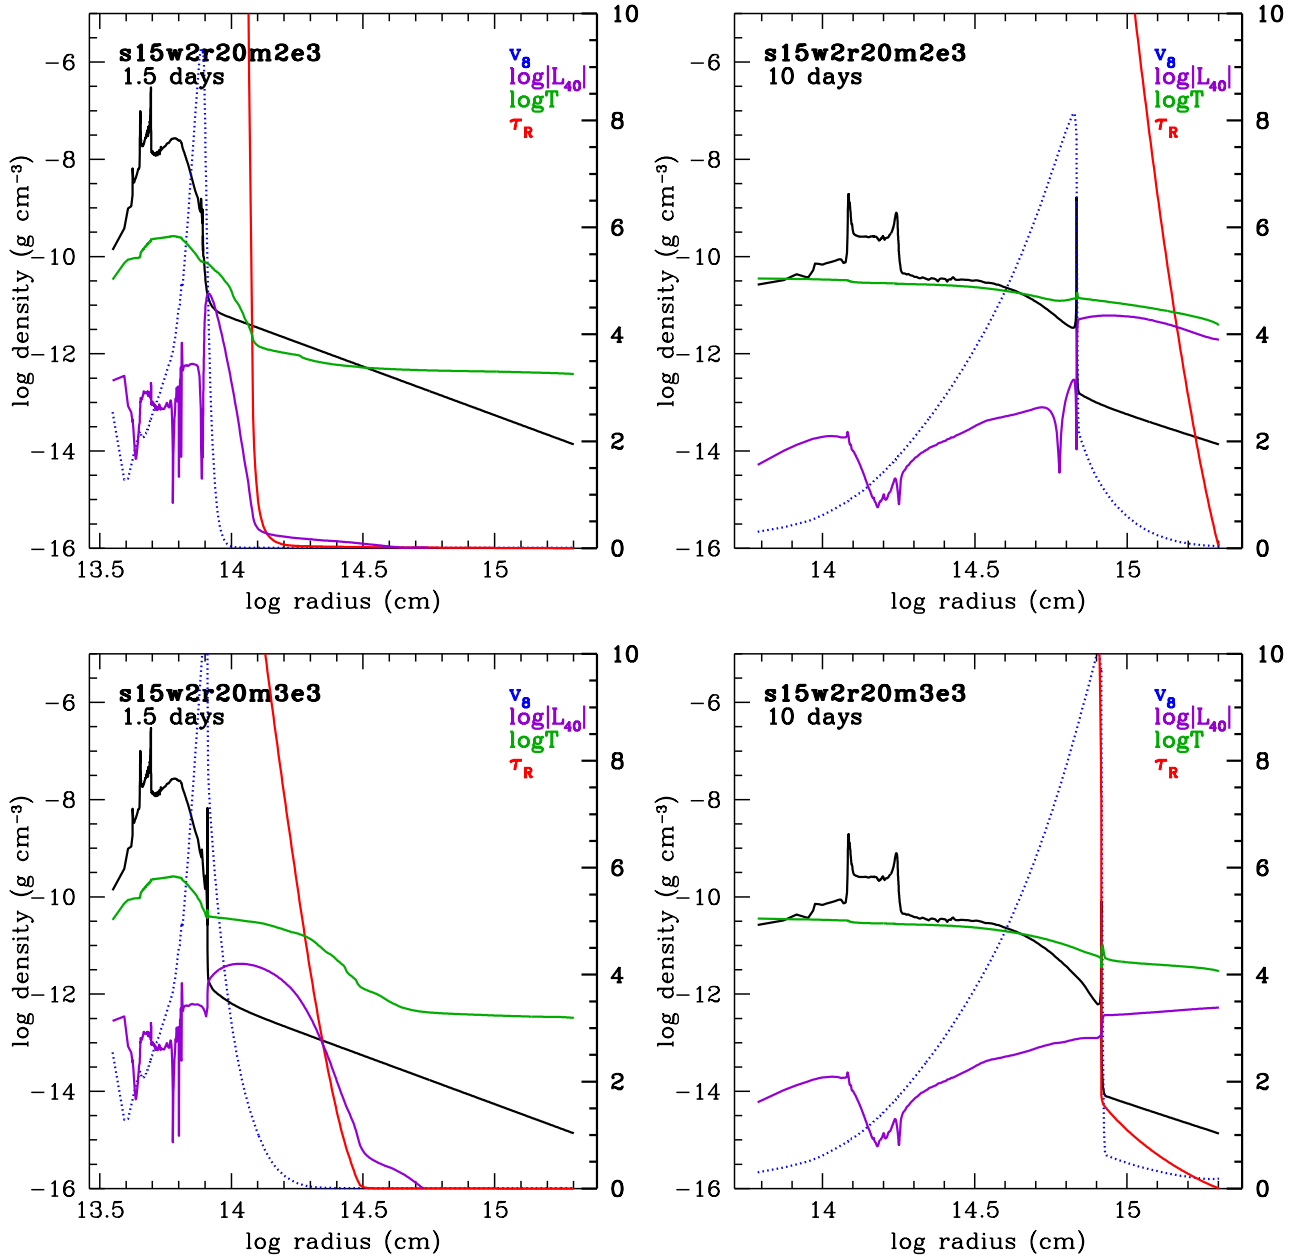 s15w2r20m2e3
1.5 days
v8
log|L40|
logT
τR
−6
−8
−10
−12
−14
−16
10
8
6
4
2
0
13.5 14 14.5 15
log radius (cm)
log density (g cm−3)
s15w2r20m2e3
10 days
v8
log|L40|
logT
τR
−6
−8
−10
−12
−14
−16
10
8
6
4
2
0
14 14.5 15
log radius (cm)
log density (g cm−3)
s15w2r20m3e3
1.5 days
v8
log|L40|
logT
τR
−6
−8
−10
−12
−14
−16
10
8
6
4
2
0
13.5 14 14.5 15
log radius (cm)
log density (g cm−3)
s15w2r20m3e3
10 days
v8
log|L40|
logT
τR
−6
−8
−10
−12
−14
−16
10
8
6
4
2
0
14 14.5 15
log radius (cm)
log density (g cm−3)